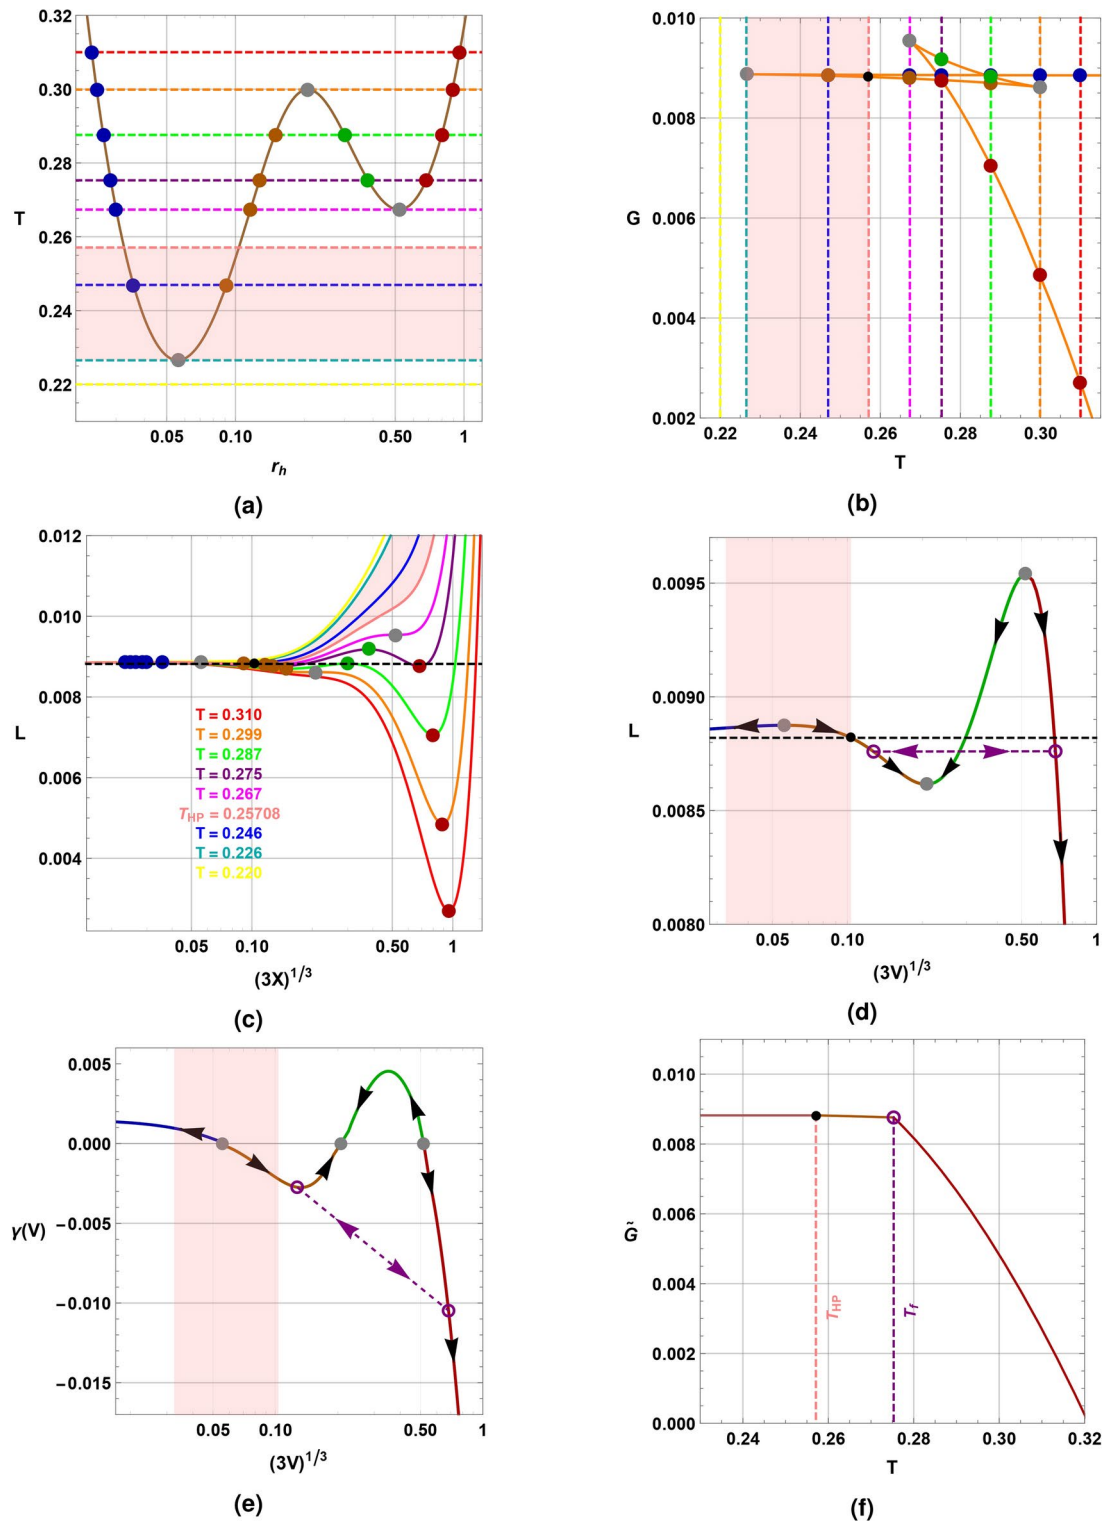 0.32
0.30
0.28
T
0.26
0.24
0.22
0.05 0.10 0.50 1
r_h
(a)
0.010
0.008
0.006
G
0.004
0.002
0.22 0.24 0.26 0.28 0.30
T
(b)
0.012
0.010
0.008
L
0.006
0.004
T = 0.310
T = 0.299
T = 0.287
T = 0.275
T = 0.267
T_HP = 0.25708
T = 0.246
T = 0.226
T = 0.220
0.05 0.10 0.50 1
(3X)^1/3
(c)
0.0095
0.0090
L
0.0085
0.0080
0.05 0.10 0.50 1
(3V)^1/3
(d)
0.005
0.000
γ(V)
−0.005
−0.010
−0.015
0.05 0.10 0.50 1
(3V)^1/3
(e)
0.010
0.008
0.006
G̃
0.004
0.002
0.000
T_HP
T_f
0.24 0.26 0.28 0.30 0.32
T
(f)